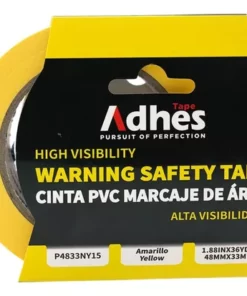 Tape
Adhes
PURSUIT OF PERFECTION
HIGH VISIBILITY
WARNING SAFETY TA
CINTA PVC MARCAJE DE ÁR
ALTA VISIBILID
P4833NY15
Amarillo
Yellow
1.88INX36YD
48MMX33M